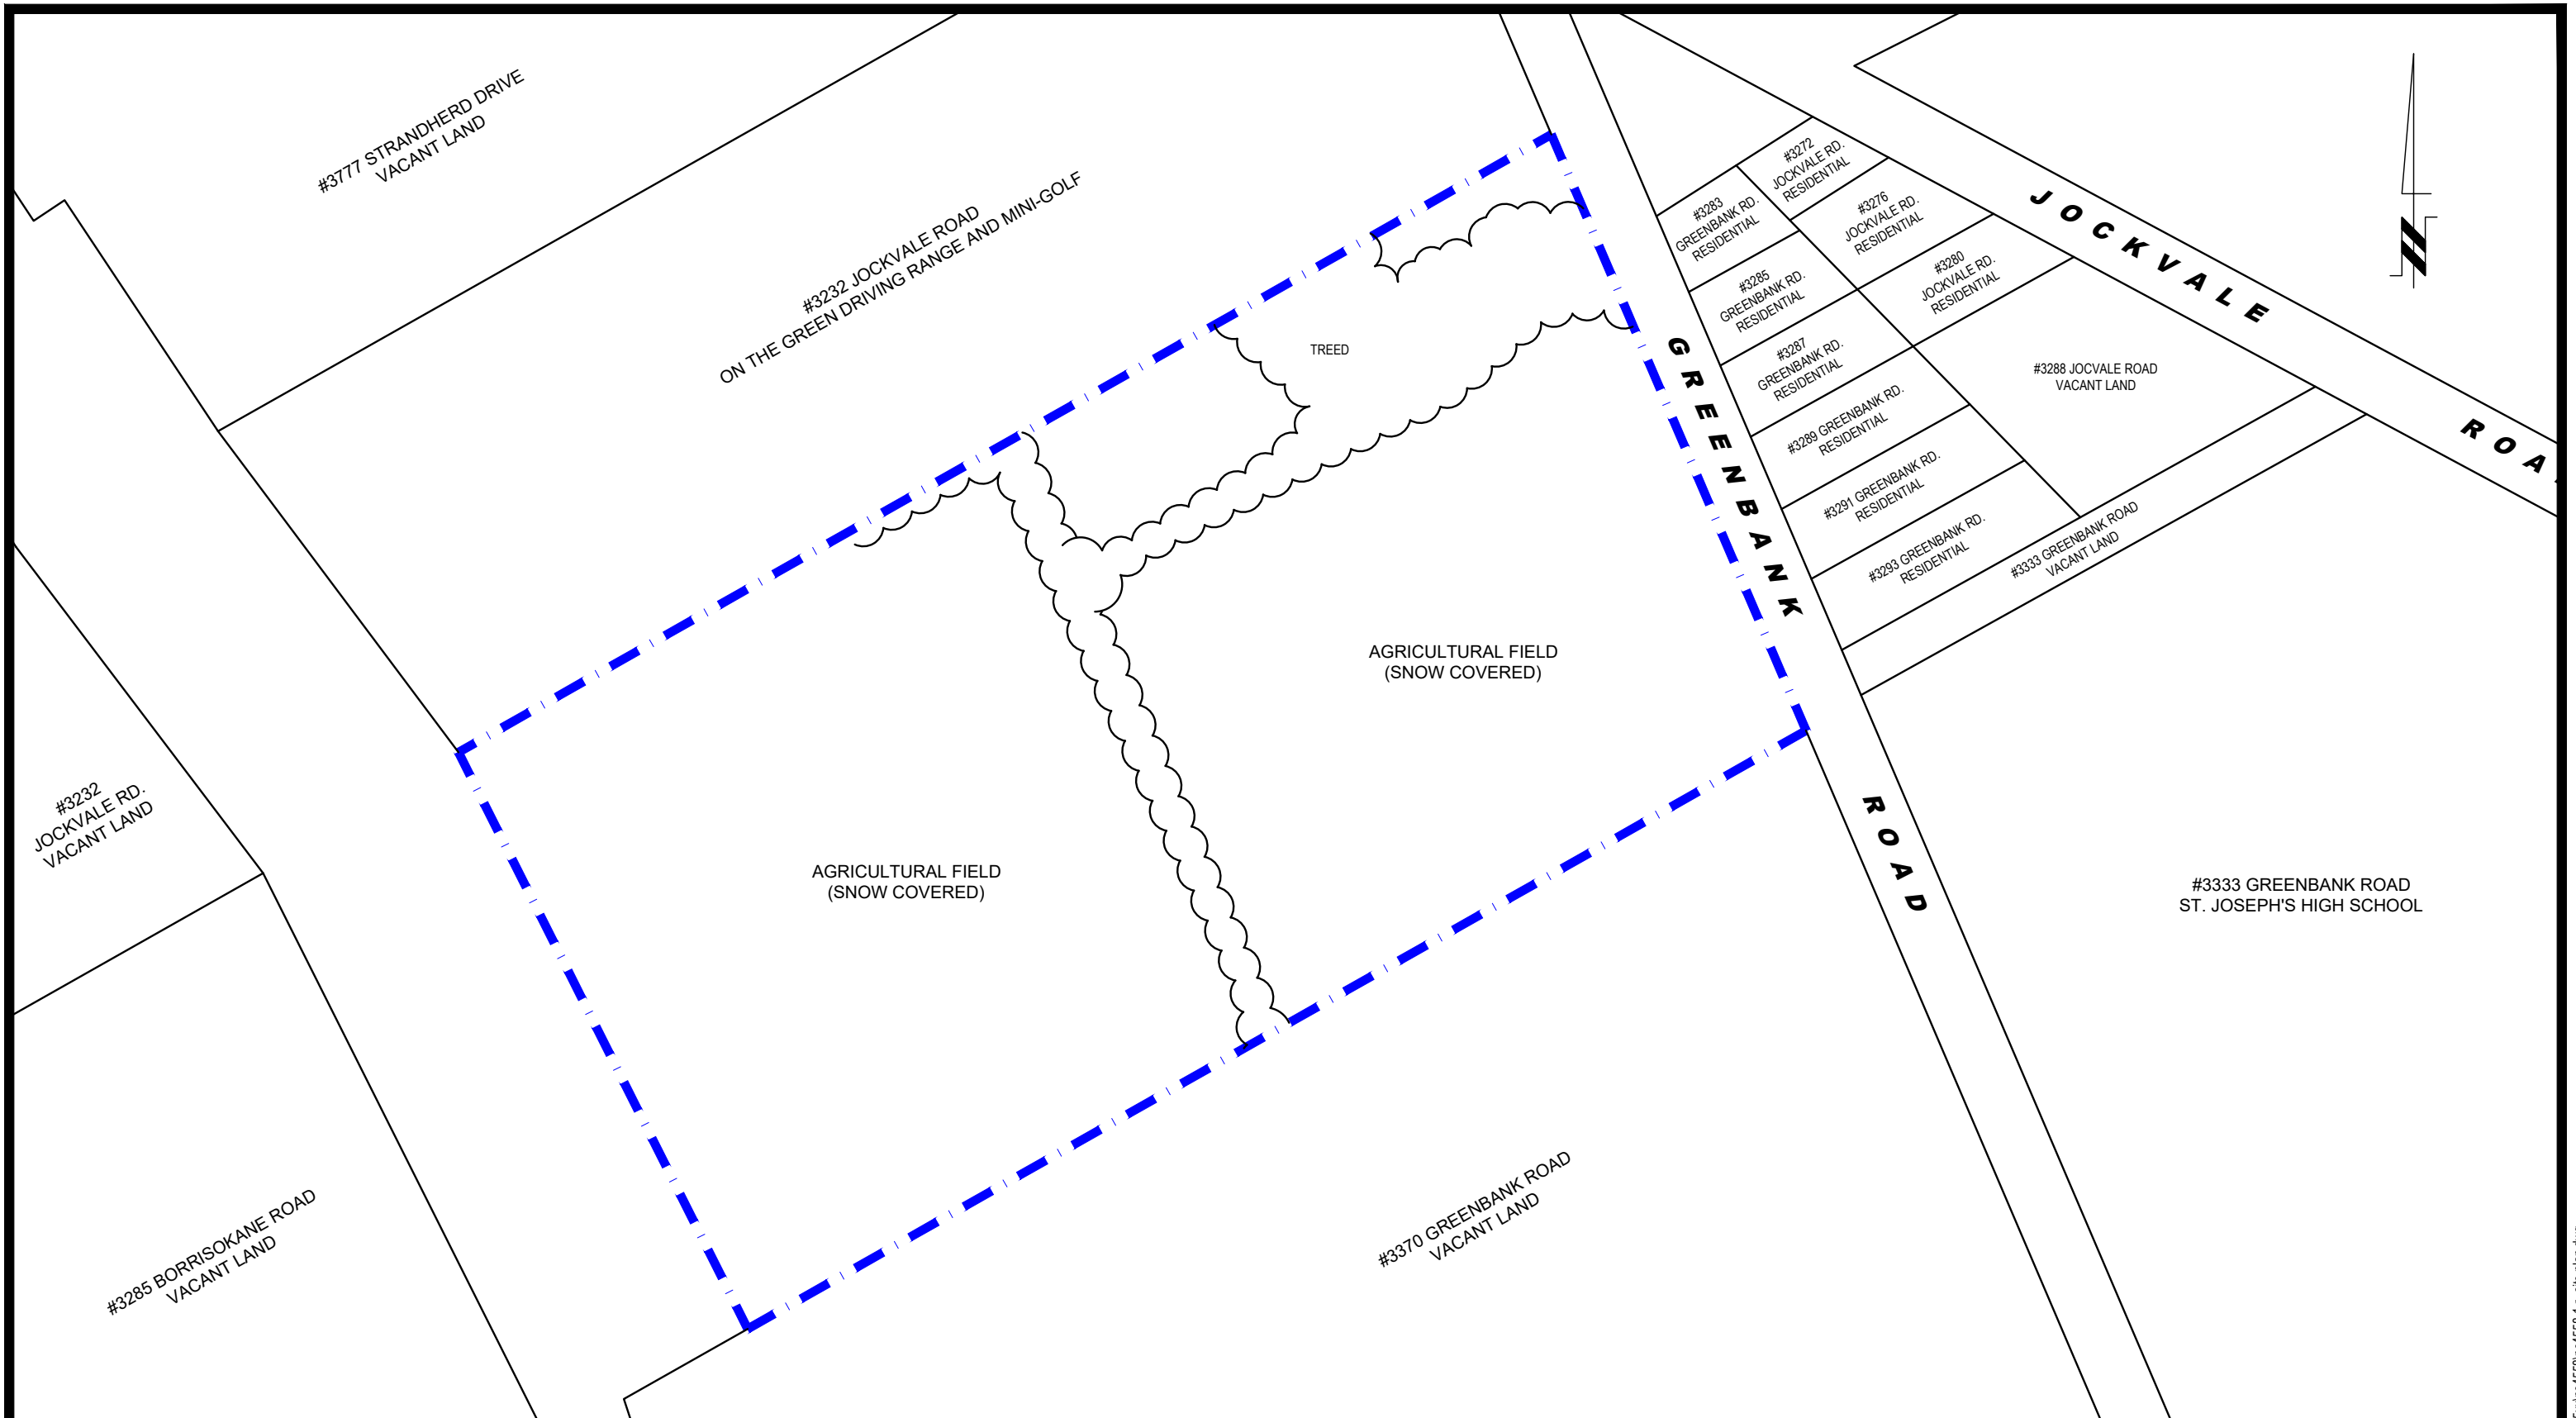 #3777 STRANDHERD DRIVE
VACANT LAND
#3232 JOCKVALE ROAD
ON THE GREEN DRIVING RANGE AND MINI-GOLF
#3272
JOCKVALE RD.
RESIDENTIAL
#3283
GREENBANK RD.
RESIDENTIAL
#3276
JOCKVALE RD.
RESIDENTIAL
#3285
GREENBANK RD.
RESIDENTIAL
#3280
JOCKVALE RD.
RESIDENTIAL
#3287
GREENBANK RD.
RESIDENTIAL
#3288 JOCVALE ROAD
VACANT LAND
#3289 GREENBANK RD.
RESIDENTIAL
#3291 GREENBANK RD.
RESIDENTIAL
#3293 GREENBANK RD.
RESIDENTIAL
#3333 GREENBANK ROAD
VACANT LAND
JOCKVALE
ROA
N
TREED
GREENBANK
ROAD
AGRICULTURAL FIELD
(SNOW COVERED)
AGRICULTURAL FIELD
(SNOW COVERED)
#3232
JOCKVALE RD.
VACANT LAND
#3333 GREENBANK ROAD
ST. JOSEPH'S HIGH SCHOOL
#3285 BORRISOKANE ROAD
VACANT LAND
#3370 GREENBANK ROAD
VACANT LAND